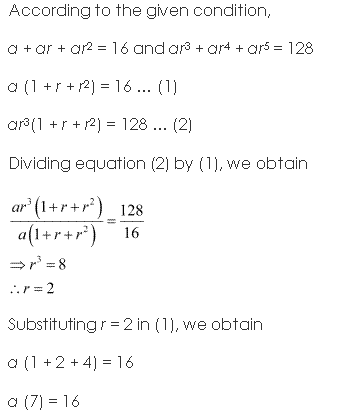 According to the given condition,
a + ar + ar² = 16 and ar³ + ar⁴ + ar⁵ = 128
a (1 + r + r²) = 16 … (1)
ar³(1 + r + r²) = 128 … (2)
Dividing equation (2) by (1), we obtain
ar³(1+r+r²) / a(1+r+r²) = 128 / 16
⇒ r³ = 8
∴ r = 2
Substituting r = 2 in (1), we obtain
a (1 + 2 + 4) = 16
a (7) = 16